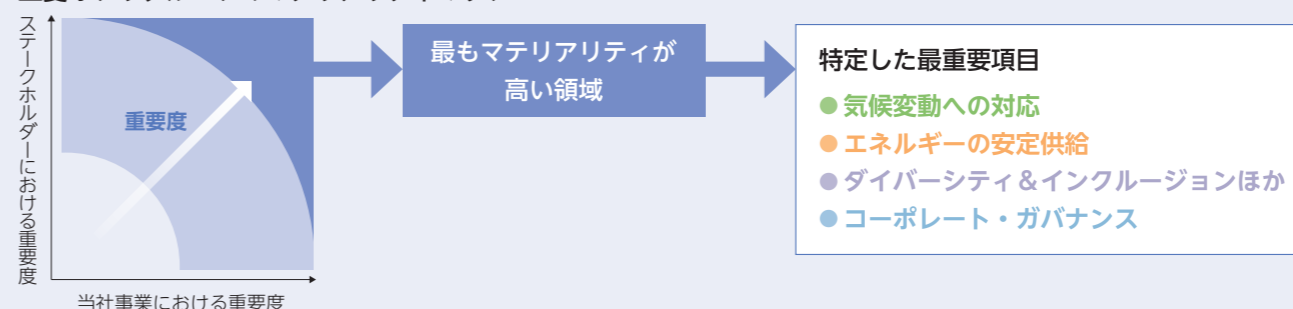 ステークホルダーにおける重要度
重要度
当社事業における重要度
最もマテリアリティが
高い領域
特定した最重要項目
●気候変動への対応
●エネルギーの安定供給
●ダイバーシティ＆インクルージョンほか
●コーポレート・ガバナンス